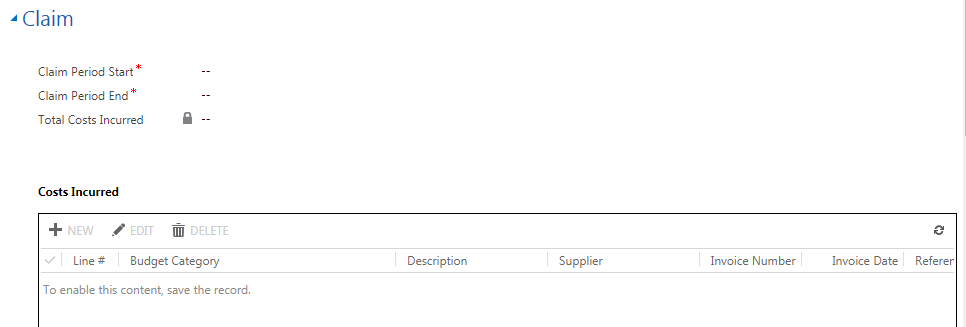 Claim
Claim Period Start* --
Claim Period End* --
Total Costs Incurred --
Costs Incurred
NEW EDIT DELETE
Line # Budget Category Description Supplier Invoice Number Invoice Date Referen
To enable this content, save the record.